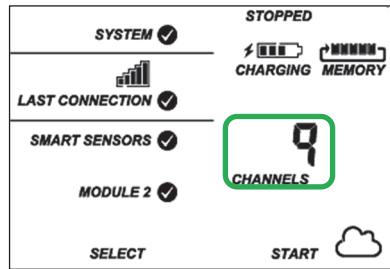 STOPPED
SYSTEM
CHARGING MEMORY
LAST CONNECTION
SMART SENSORS
9
CHANNELS
MODULE 2
SELECT START